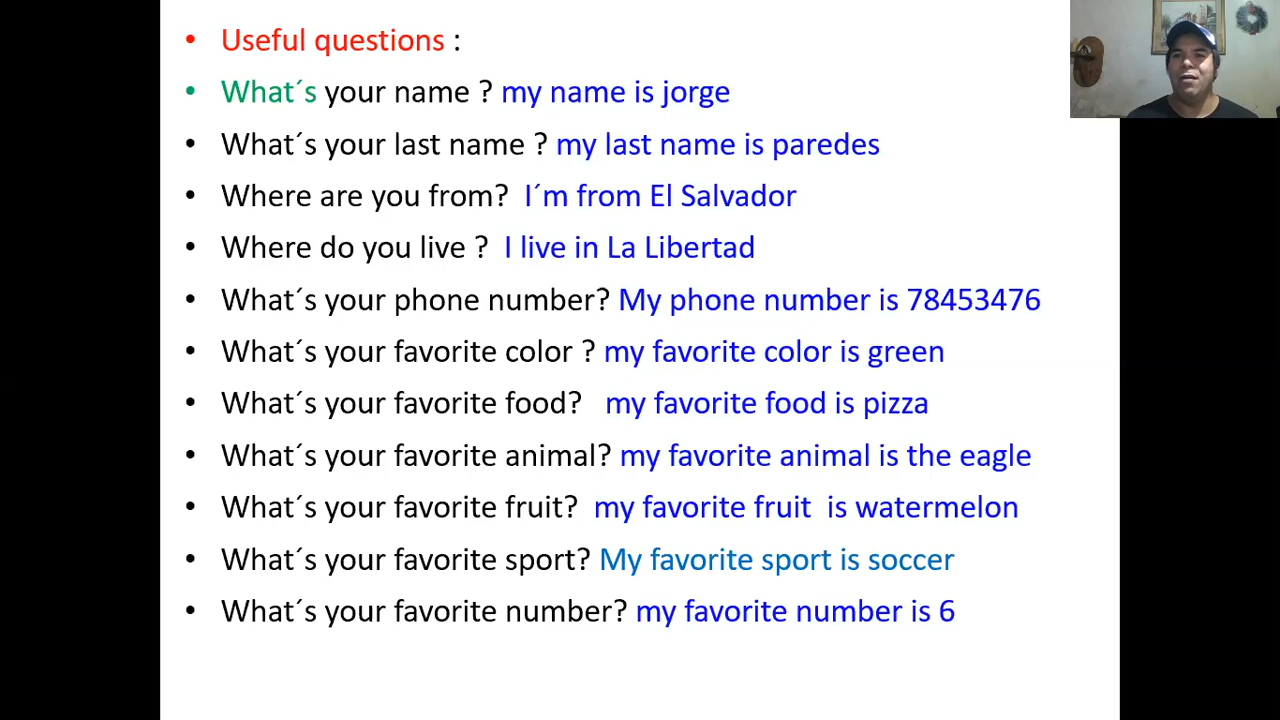 • Useful questions :
• What´s your name ? my name is jorge
• What´s your last name ? my last name is paredes
• Where are you from? I´m from El Salvador
• Where do you live ? I live in La Libertad
• What´s your phone number? My phone number is 78453476
• What´s your favorite color ? my favorite color is green
• What´s your favorite food? my favorite food is pizza
• What´s your favorite animal? my favorite animal is the eagle
• What´s your favorite fruit? my favorite fruit is watermelon
• What´s your favorite sport? My favorite sport is soccer
• What´s your favorite number? my favorite number is 6